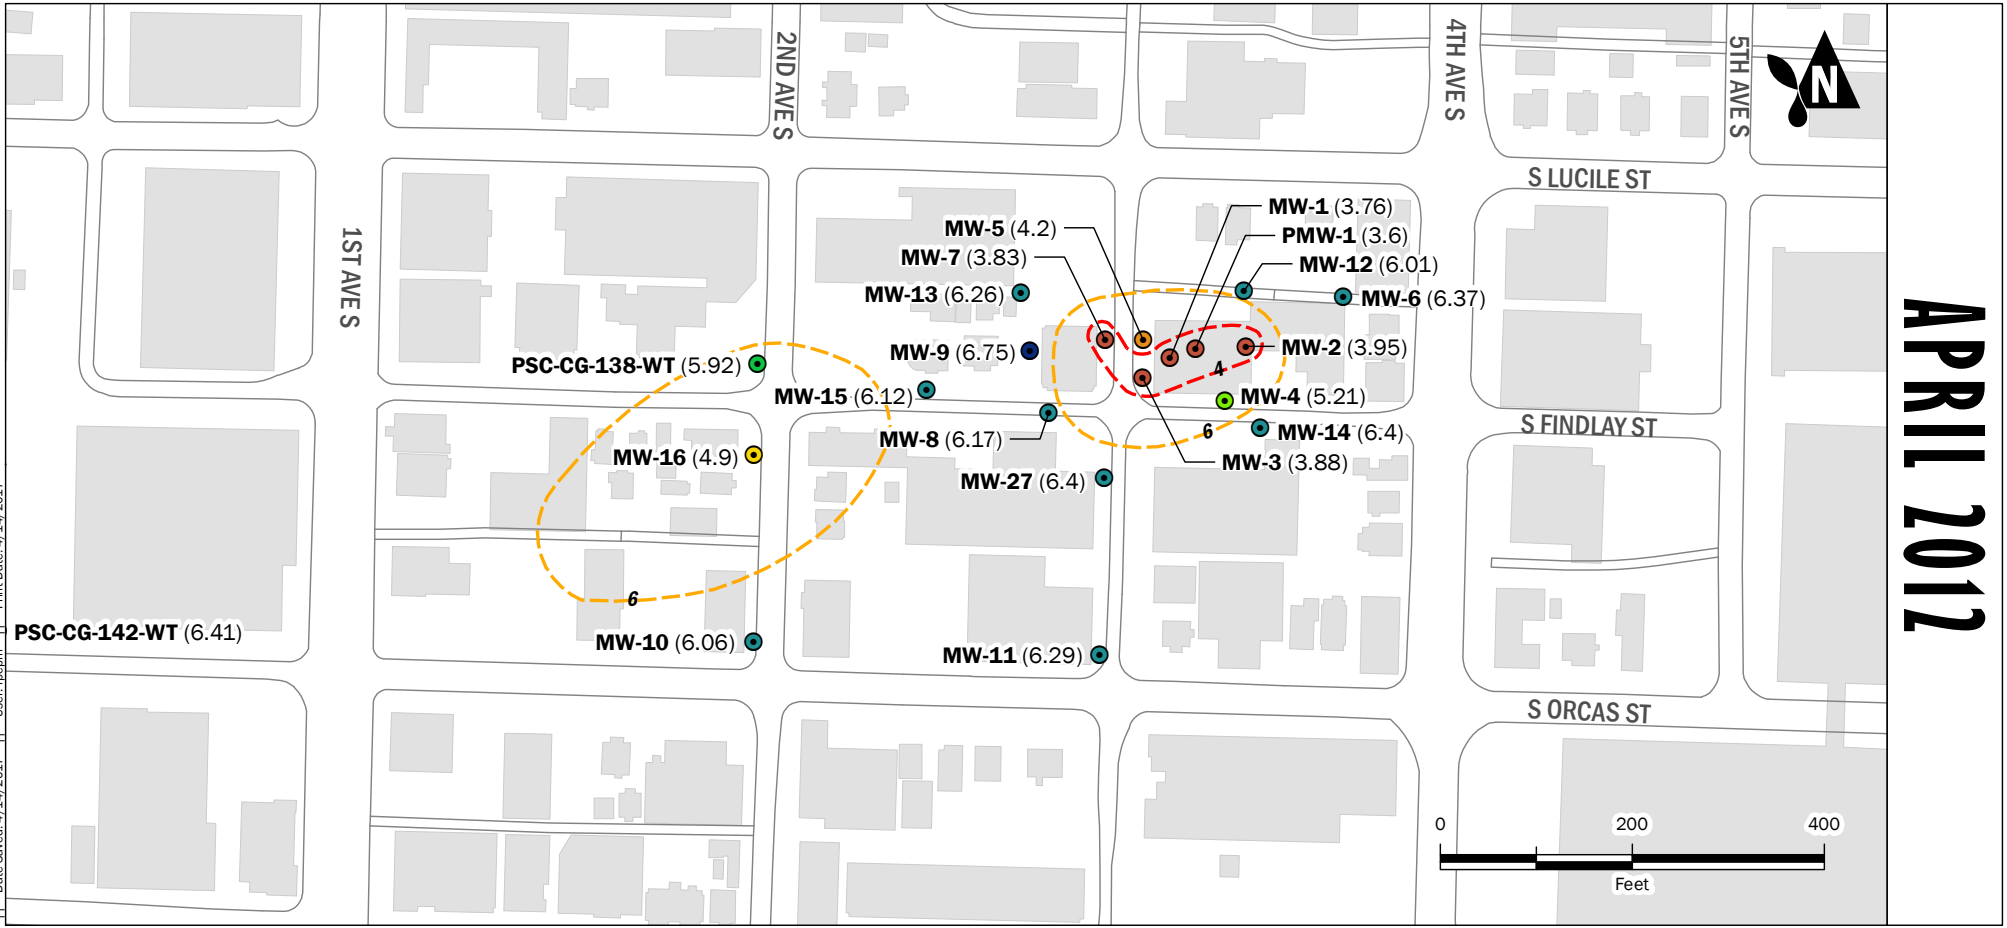 2ND AVE S
4TH AVE S
5TH AVE S
N
S LUCILE ST
MW-1 (3.76)
MW-5 (4.2)
PMW-1 (3.6)
MW-7 (3.83)
MW-12 (6.01)
1ST AVE S
MW-13 (6.26)
MW-6 (6.37)
MW-9 (6.75)
MW-2 (3.95)
PSC-CG-138-WT (5.92)
4
MW-15 (6.12)
MW-4 (5.21)
S FINDLAY ST
MW-8 (6.17)
6
MW-14 (6.4)
MW-16 (4.9)
MW-3 (3.88)
MW-27 (6.4)
6
PSC-CG-142-WT (6.41)
MW-10 (6.06)
MW-11 (6.29)
S ORCAS ST
0 200 400
Feet
APRIL 2012